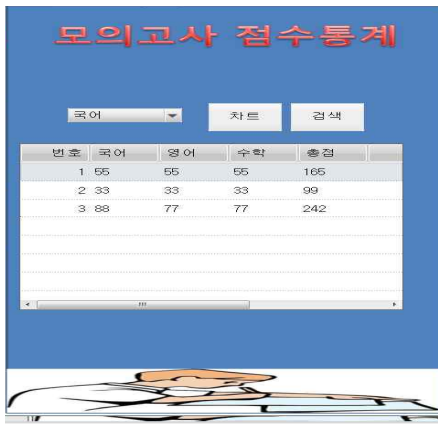 모의고사 점수통계
국어 차트 검색
번호 국어 영어 수학 총점
1 55 55 55 165
2 33 33 33 99
3 88 77 77 242